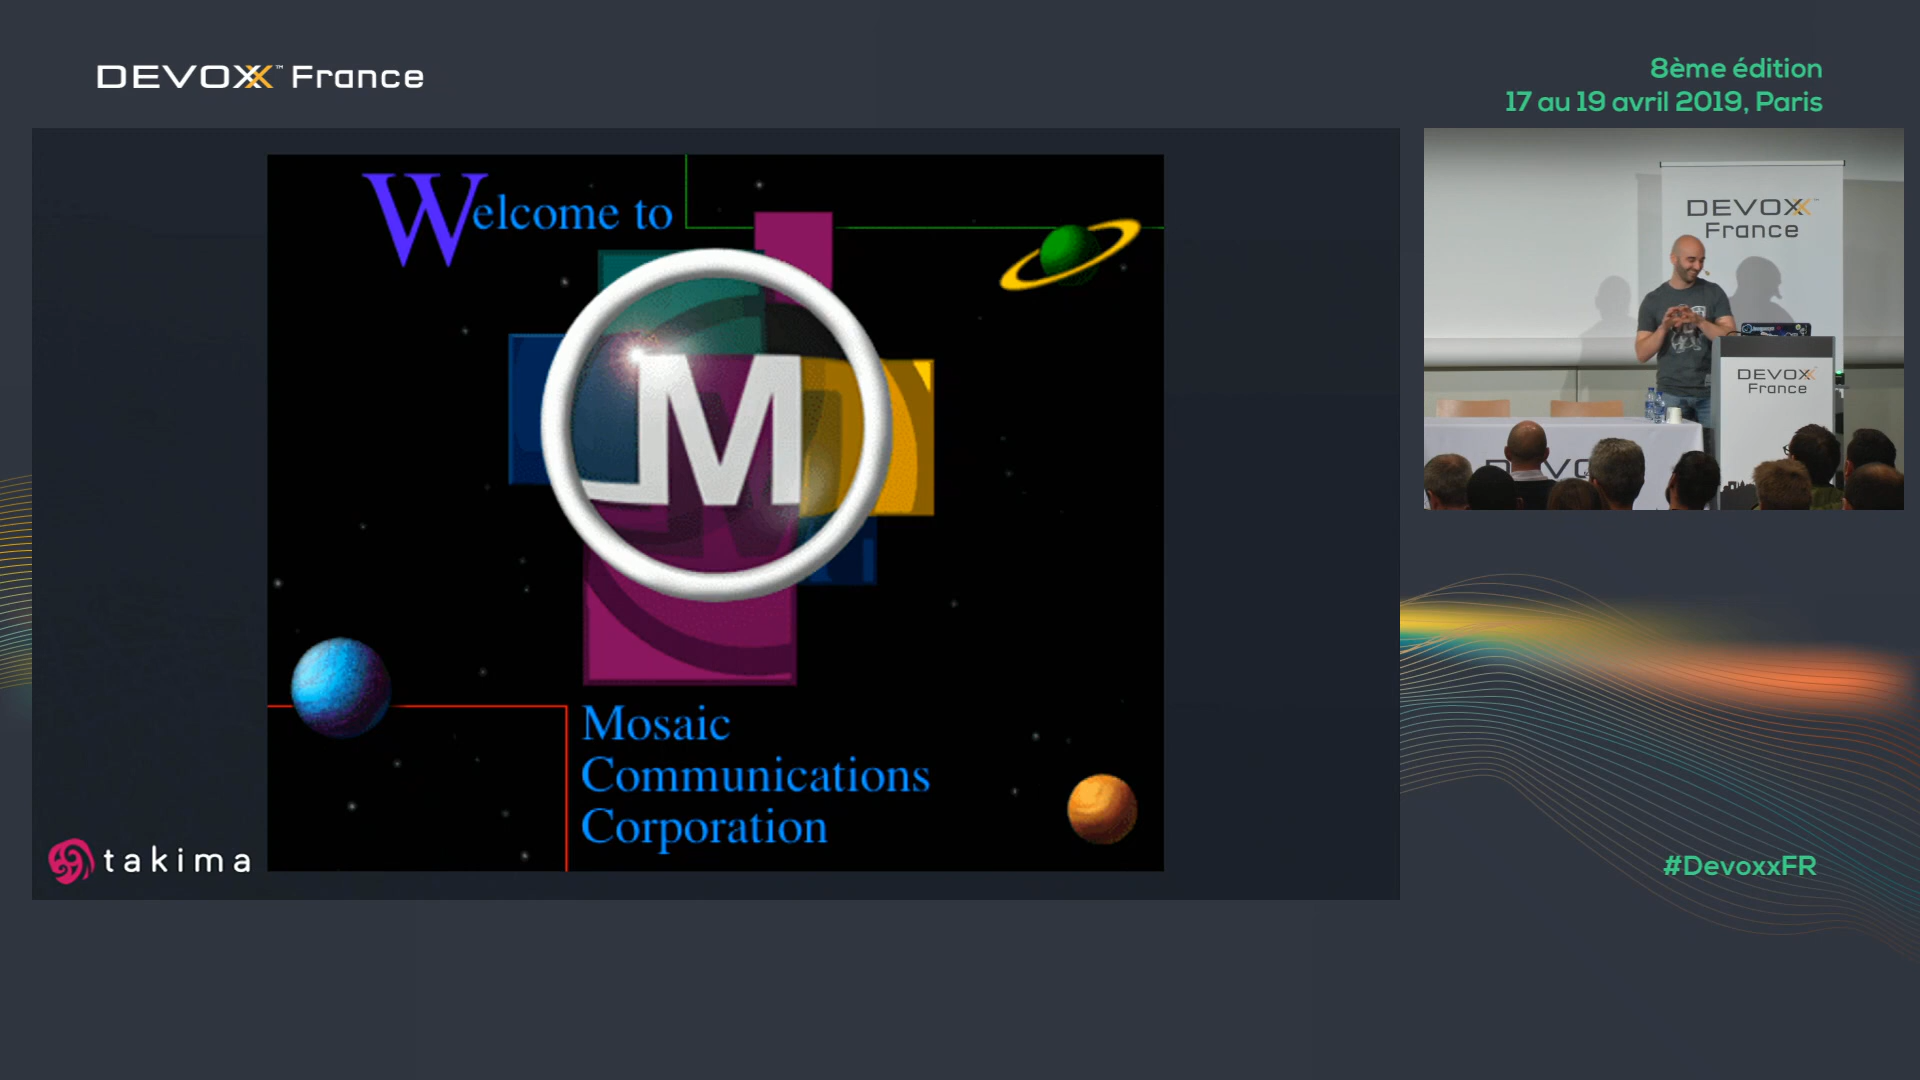 DEVOXX™ France
8ème édition
17 au 19 avril 2019, Paris
Welcome to
M
Mosaic
Communications
Corporation
takima
DEVOXX
France
DEVOXX
France
#DevoxxFR